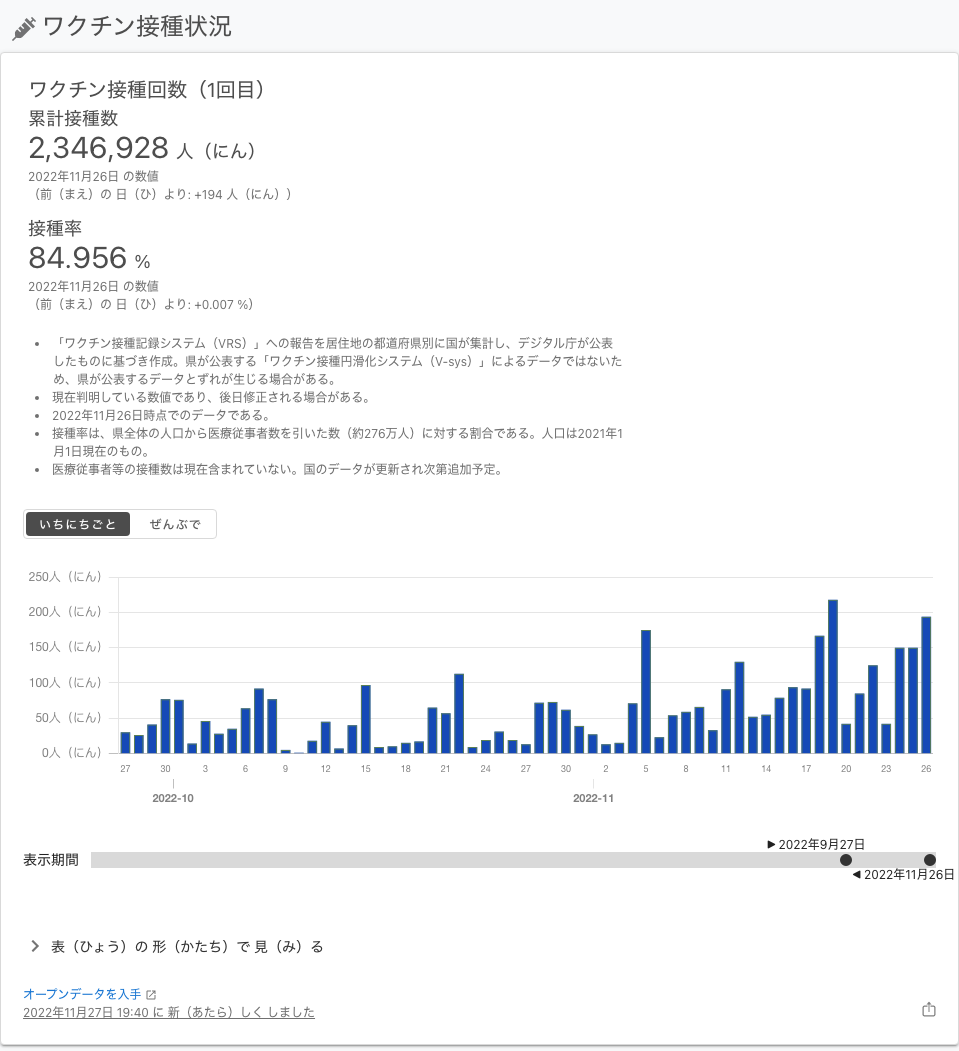 ワクチン接種状況
ワクチン接種回数（1回目）
累計接種数
2,346,928 人（にん）
2022年11月26日 の数値
（前（まえ）の 日（ひ）より: +194 人（にん））
接種率
84.956 %
2022年11月26日 の数値
（前（まえ）の 日（ひ）より: +0.007 %）
• 「ワクチン接種記録システム（VRS）」への報告を居住地の都道府県別に国が集計し、デジタル庁が公表
したものに基づき作成。県が公表する「ワクチン接種円滑化システム（V-sys）」によるデータではないた
め、県が公表するデータとずれが生じる場合がある。
• 現在判明している数値であり、後日修正される場合がある。
• 2022年11月26日時点でのデータである。
• 接種率は、県全体の人口から医療従事者数を引いた数（約276万人）に対する割合である。人口は2021年1
月1日現在のもの。
• 医療従事者等の接種数は現在含まれていない。国のデータが更新され次第追加予定。
いちにちごと ぜんぶで
250人（にん）
200人（にん）
150人（にん）
100人（にん）
50人（にん）
0人（にん）
27 30 3 6 9 12 15 18 21 24 27 30 2 5 8 11 14 17 20 23 26
2022-10 2022-11
▶ 2022年9月27日
表示期間
◀ 2022年11月26日
表（ひょう）の 形（かたち）で 見（み）る
オープンデータを入手
2022年11月27日 19:40 に 新（あたら）しく しました